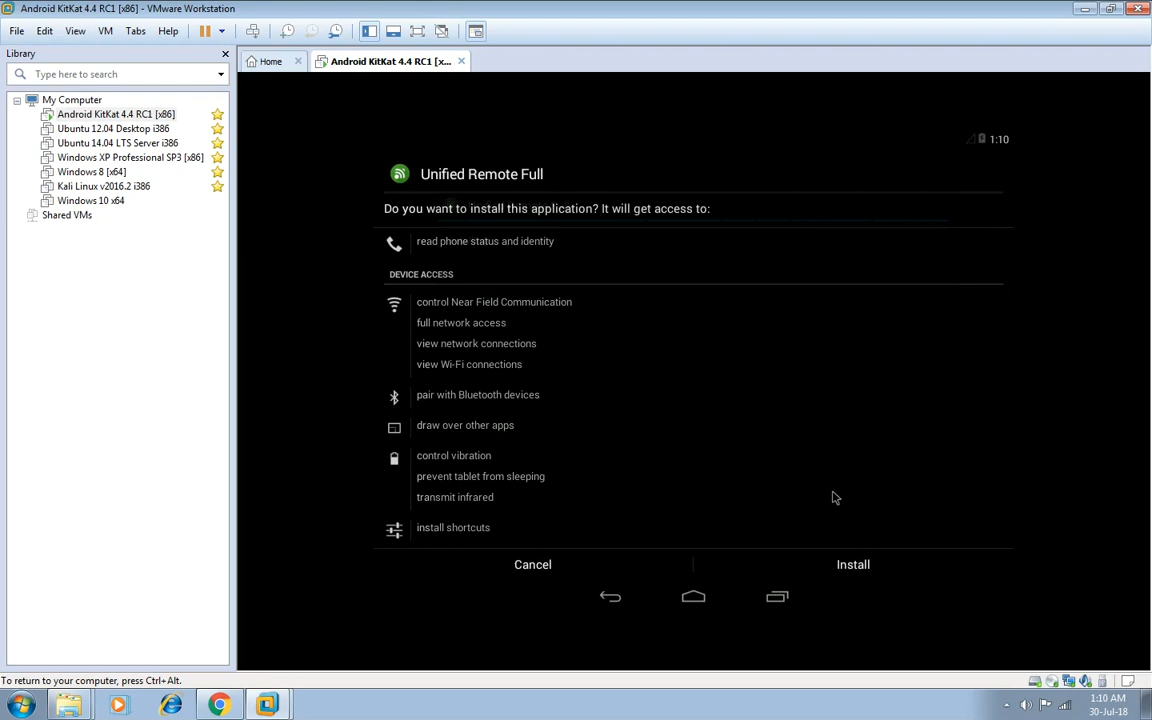 Android KitKat 4.4 RC1 [x86] - VMware Workstation
File Edit View VM Tabs Help
Library
Type here to search
My Computer
Android KitKat 4.4 RC1 [x86]
Ubuntu 12.04 Desktop i386
Ubuntu 14.04 LTS Server i386
Windows XP Professional SP3 [x86]
Windows 8 [x64]
Kali Linux v2016.2 i386
Windows 10 x64
Shared VMs
Home
Android KitKat 4.4 RC1 [x...
1:10
Unified Remote Full
Do you want to install this application? It will get access to:
read phone status and identity
DEVICE ACCESS
control Near Field Communication
full network access
view network connections
view Wi-Fi connections
pair with Bluetooth devices
draw over other apps
control vibration
prevent tablet from sleeping
transmit infrared
install shortcuts
Cancel Install
To return to your computer, press Ctrl+Alt.
1:10 AM
30-Jul-18